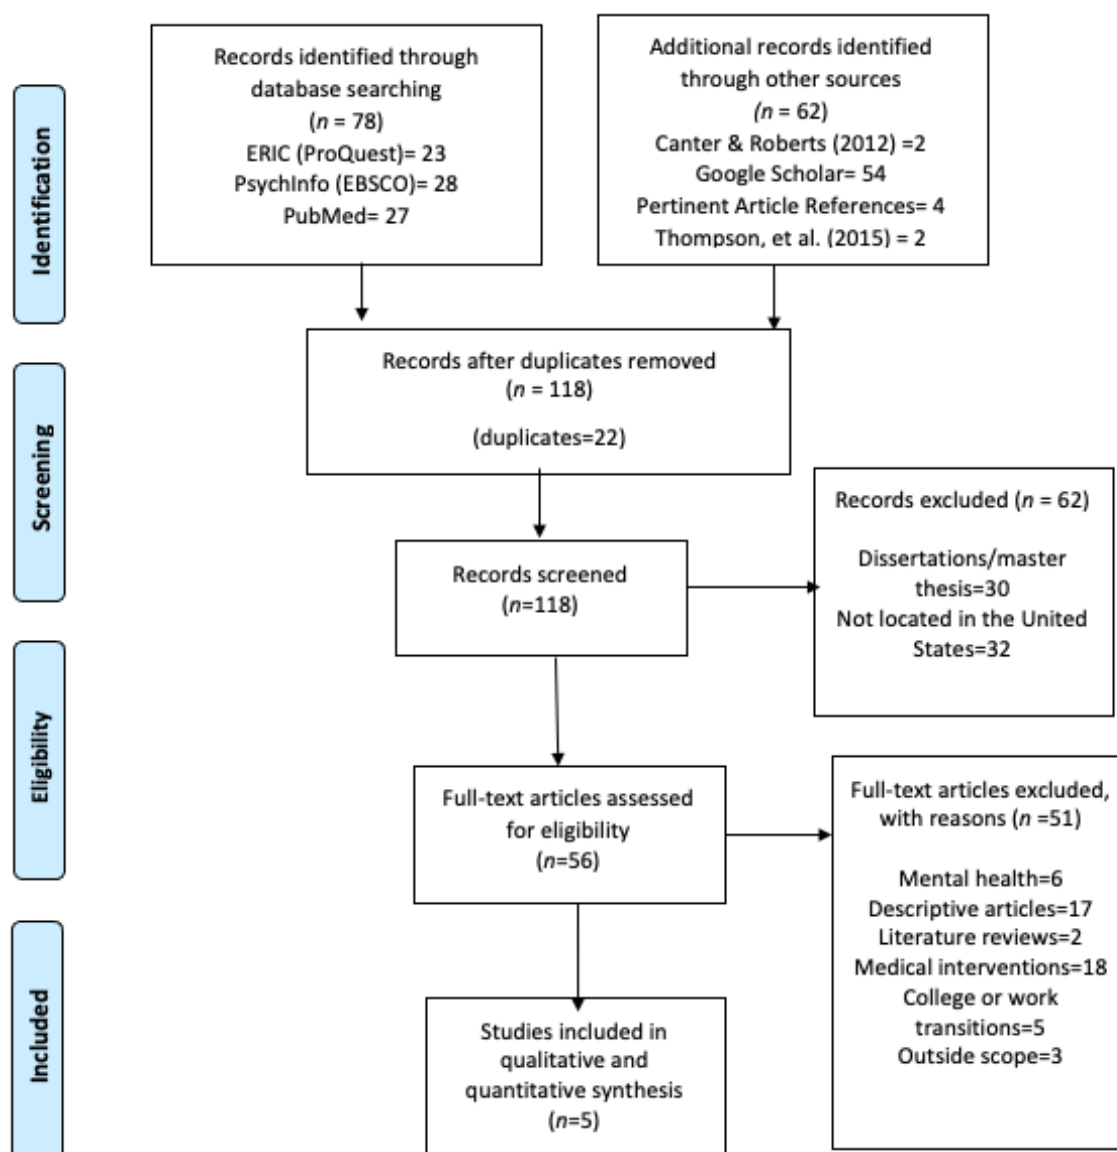 Records identified through
database searching
(n = 78)
ERIC (ProQuest)= 23
PsychInfo (EBSCO)= 28
PubMed= 27
Additional records identified
through other sources
(n = 62)
Canter & Roberts (2012) =2
Google Scholar= 54
Pertinent Article References= 4
Thompson, et al. (2015) = 2
Identification
Records after duplicates removed
(n = 118)
(duplicates=22)
Screening
Records screened
(n=118)
Records excluded (n = 62)
Dissertations/master
thesis=30
Not located in the United
States=32
Eligibility
Full-text articles assessed
for eligibility
(n=56)
Full-text articles excluded,
with reasons (n =51)
Mental health=6
Descriptive articles=17
Literature reviews=2
Medical interventions=18
College or work
transitions=5
Outside scope=3
Included
Studies included in
qualitative and
quantitative synthesis
(n=5)